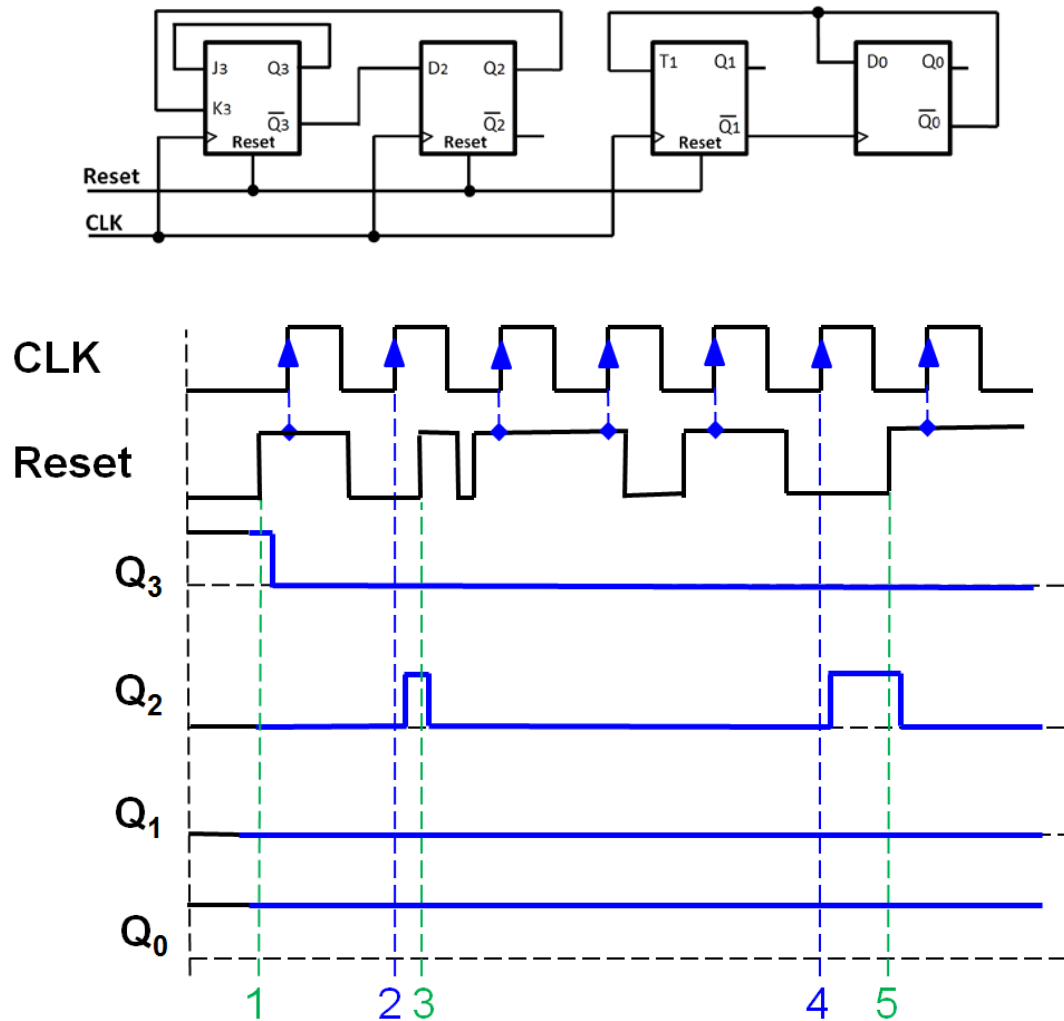 J3 Q3 D2 Q2 T1 Q1 D0 Q0
K3 Q3 Q2 Q1 Q0
Reset Reset Reset
Reset
CLK
CLK
Reset
Q3
Q2
Q1
Q0
1 2 3 4 5